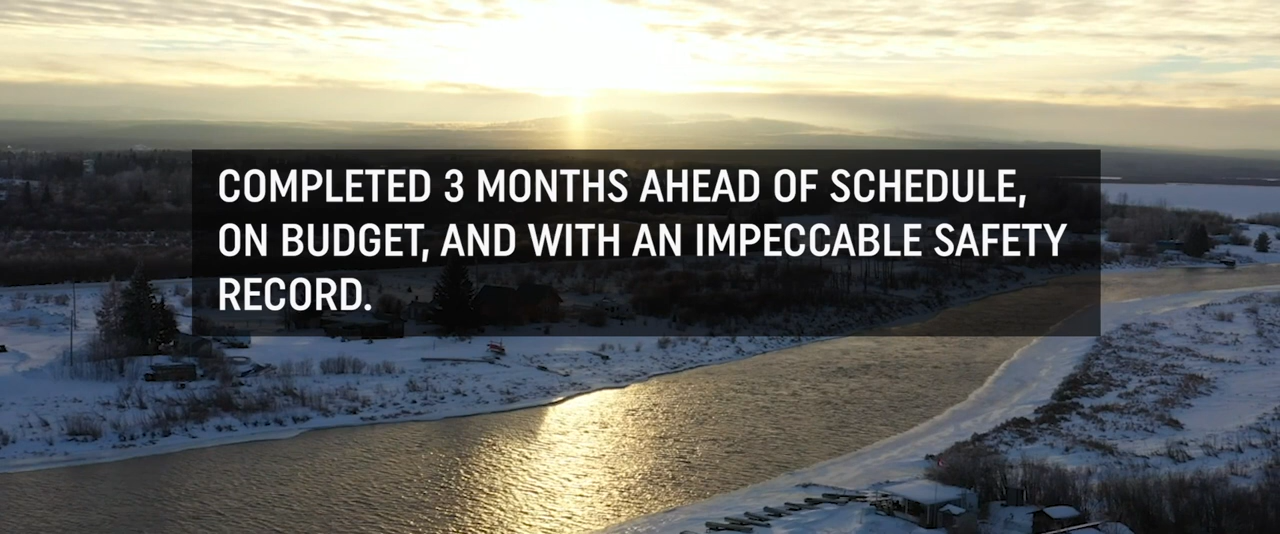 COMPLETED 3 MONTHS AHEAD OF SCHEDULE,
ON BUDGET, AND WITH AN IMPECCABLE SAFETY
RECORD.